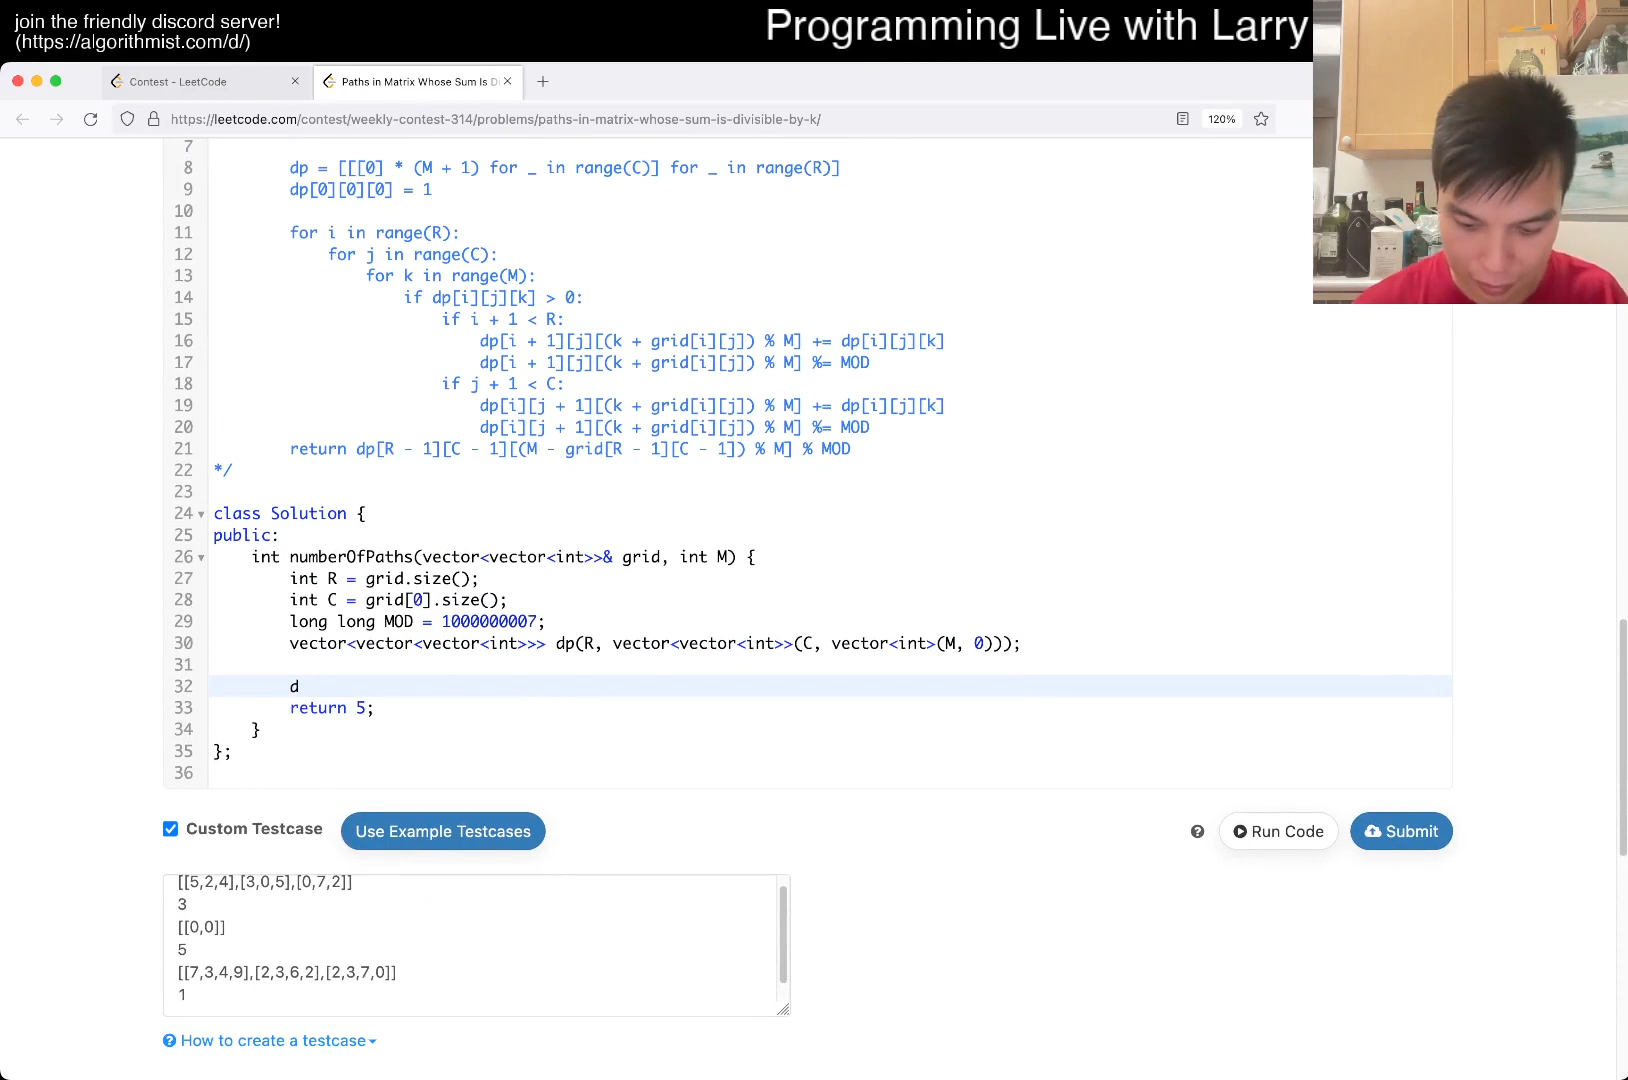 join the friendly discord server!
(https://algorithmist.com/d/)
Programming Live with Larry
Contest - LeetCode
Paths in Matrix Whose Sum Is Di
https://leetcode.com/contest/weekly-contest-314/problems/paths-in-matrix-whose-sum-is-divisible-by-k/
120%
7
8 dp = [[[0] * (M + 1) for _ in range(C)] for _ in range(R)]
9 dp[0][0][0] = 1
10
11 for i in range(R):
12 for j in range(C):
13 for k in range(M):
14 if dp[i][j][k] > 0:
15 if i + 1 < R:
16 dp[i + 1][j][(k + grid[i][j]) % M] += dp[i][j][k]
17 dp[i + 1][j][(k + grid[i][j]) % M] %= MOD
18 if j + 1 < C:
19 dp[i][j + 1][(k + grid[i][j]) % M] += dp[i][j][k]
20 dp[i][j + 1][(k + grid[i][j]) % M] %= MOD
21 return dp[R - 1][C - 1][(M - grid[R - 1][C - 1]) % M] % MOD
22 */
23
24 class Solution {
25 public:
26 int numberOfPaths(vector<vector<int>>& grid, int M) {
27 int R = grid.size();
28 int C = grid[0].size();
29 long long MOD = 1000000007;
30 vector<vector<vector<int>>> dp(R, vector<vector<int>>(C, vector<int>(M, 0)));
31
32 d
33 return 5;
34 }
35 };
36
Custom Testcase
Use Example Testcases
Run Code
Submit
[[5,2,4],[3,0,5],[0,7,2]]
3
[[0,0]]
5
[[7,3,4,9],[2,3,6,2],[2,3,7,0]]
1
How to create a testcase